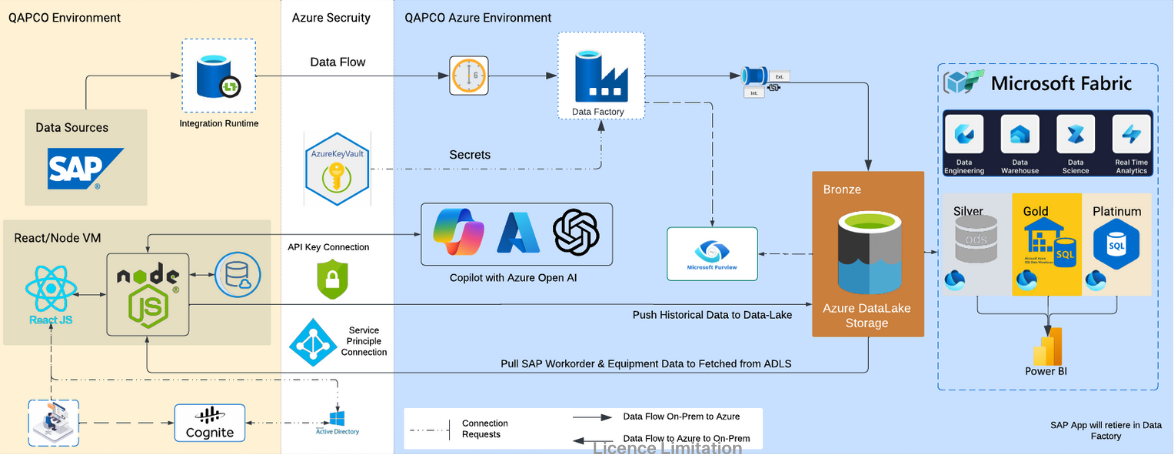 QAPCO Environment
Azure Secruity
QAPCO Azure Environment
Data Flow
Integration Runtime
Data Factory
Ext.
Int.
Microsoft Fabric
Data Engineering
Data Warehouse
Data Science
Real Time Analytics
Data Sources
SAP
®
AzureKeyVault
Secrets
Bronze
Silver
Gold
Platinum
ODS
SQL
SQL
React/Node VM
API Key Connection
Copilot with Azure Open AI
Microsoft Purview
node
JS
®
React JS
Push Historical Data to Data-Lake
Azure DataLake
Storage
Service
Principle
Connection
Pull SAP Workorder & Equipment Data to Fetched from ADLS
Power BI
Cognite
Active Directory
Connection
Requests
Data Flow On-Prem to Azure
Data Flow to Azure to On-Prem
Licence Limitation
SAP App will retiere in Data
Factory